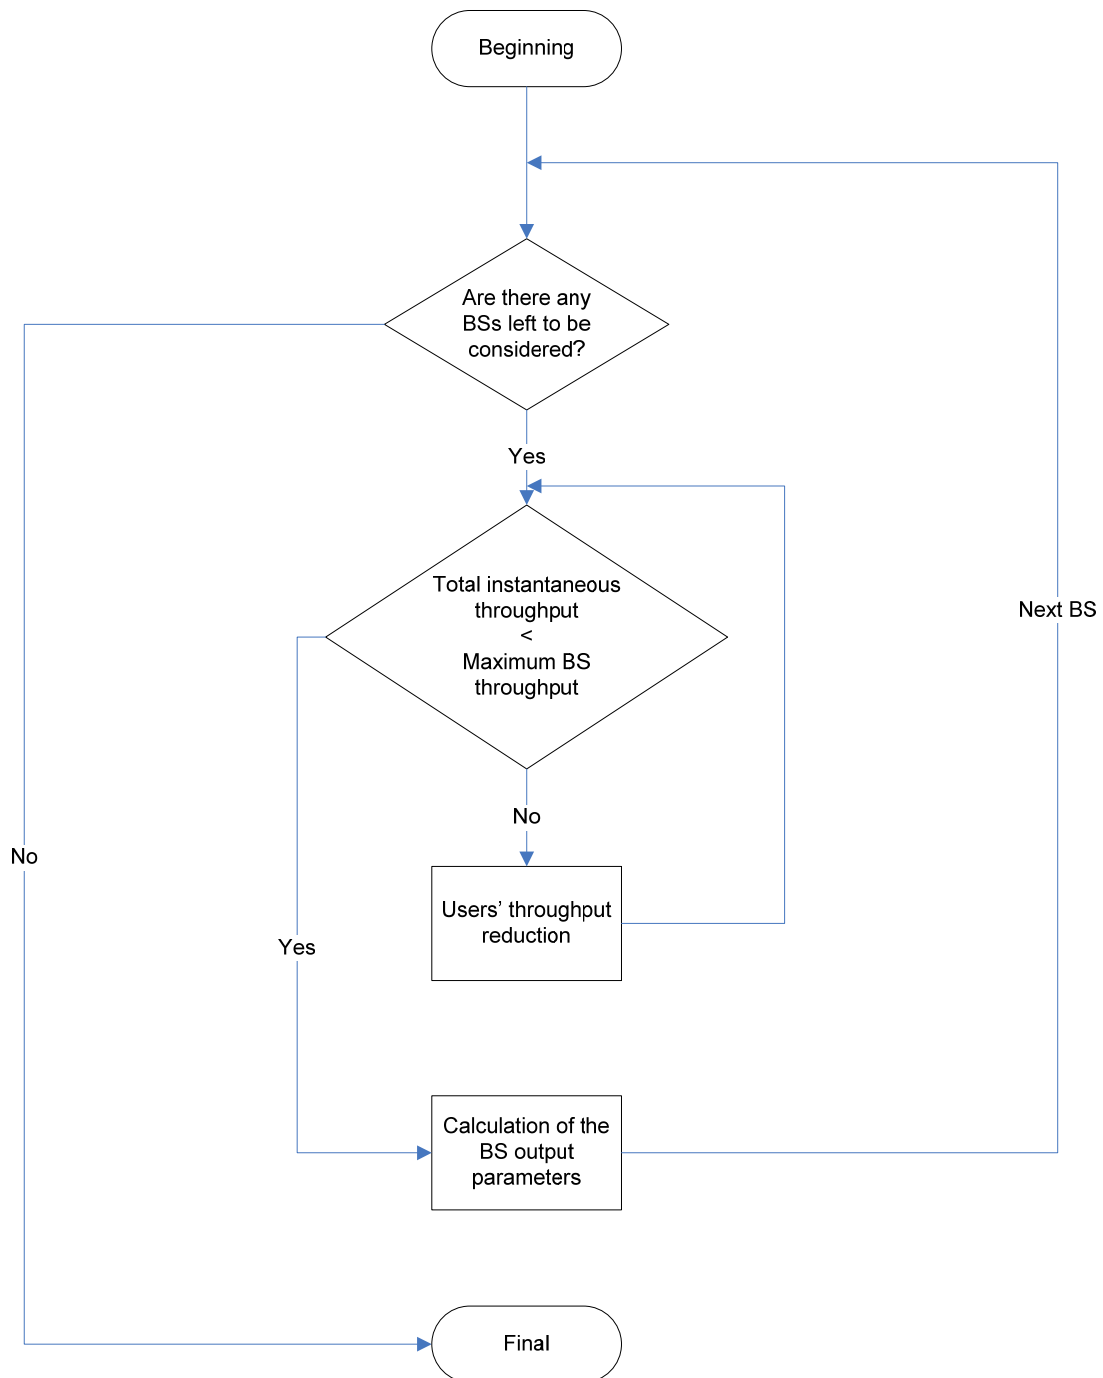 Beginning
Are there any
BSs left to be
considered?
Yes
Total instantaneous
throughput
<
Maximum BS
throughput
Next BS
No
Users’ throughput
reduction
No
Yes
Calculation of the
BS output
parameters
Final